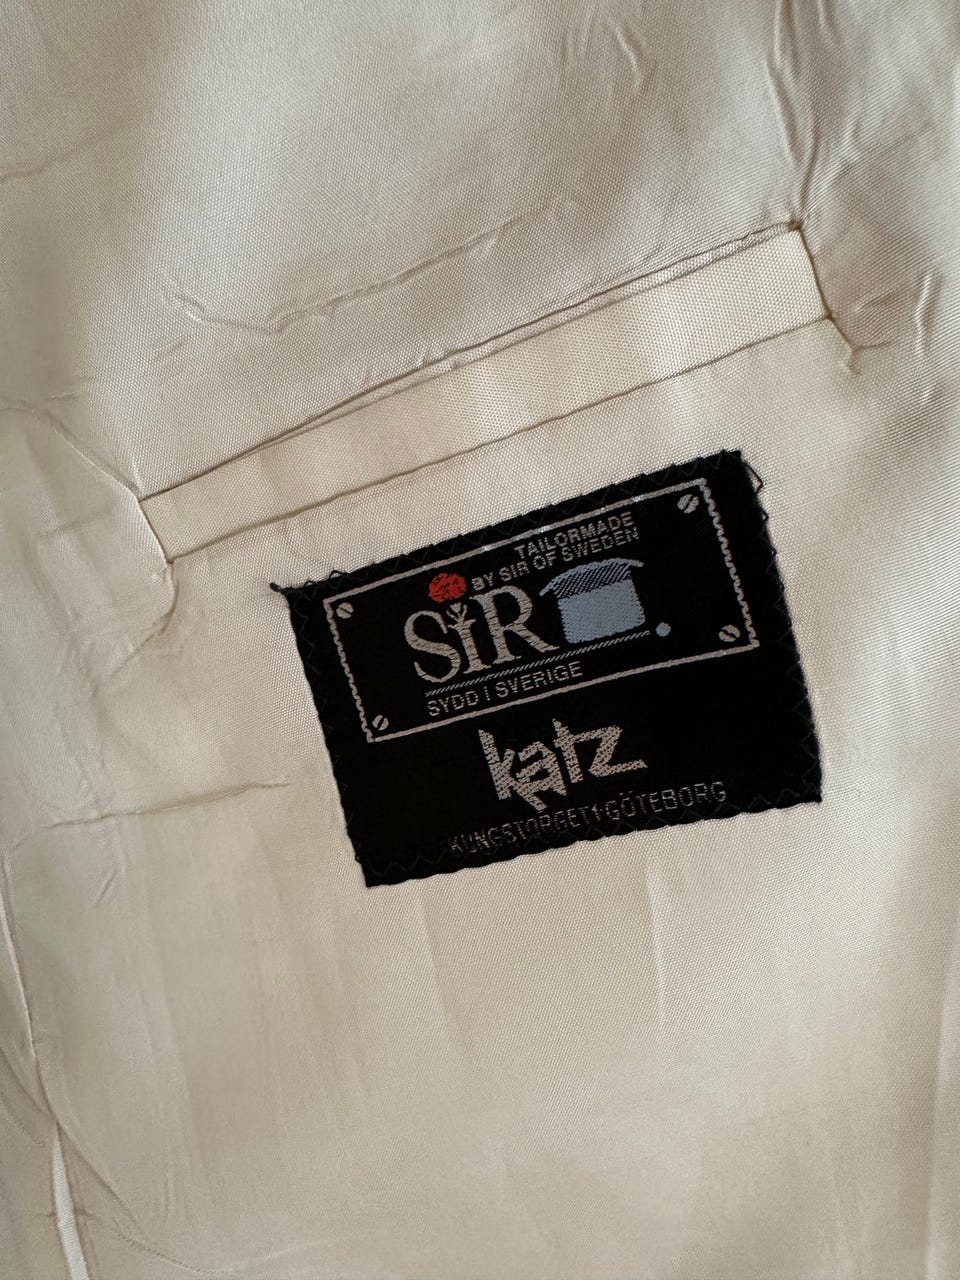 TAILORMADE
BY SIR OF SWEDEN
SiR
SYDD I SVERIGE
katz
KUNGSTORGET 1 GÖTEBORG